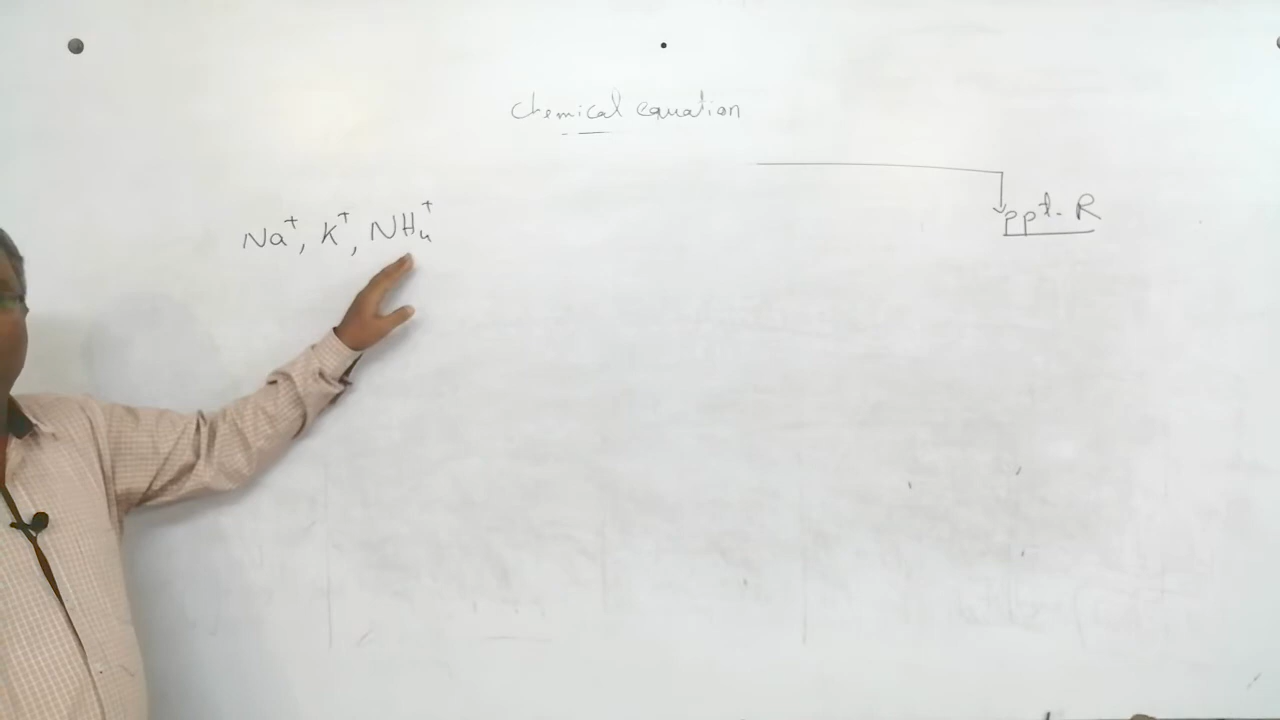 Chemical equation
ppt. R
Na⁺, K⁺, NH₄⁺